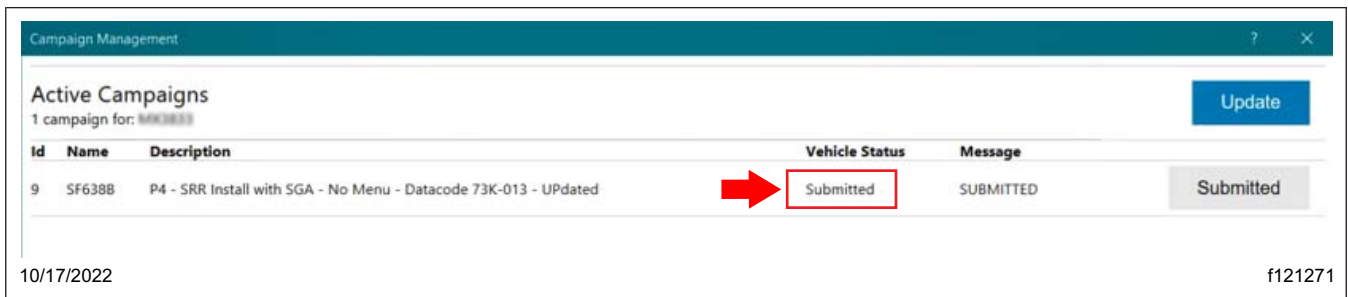 Campaign Management ? ×
Active Campaigns
Update
1 campaign for:
Id Name Description Vehicle Status Message
9 SF638B P4 - SRR Install with SGA - No Menu - Datacode 73K-013 - UPdated Submitted SUBMITTED Submitted
10/17/2022 f121271